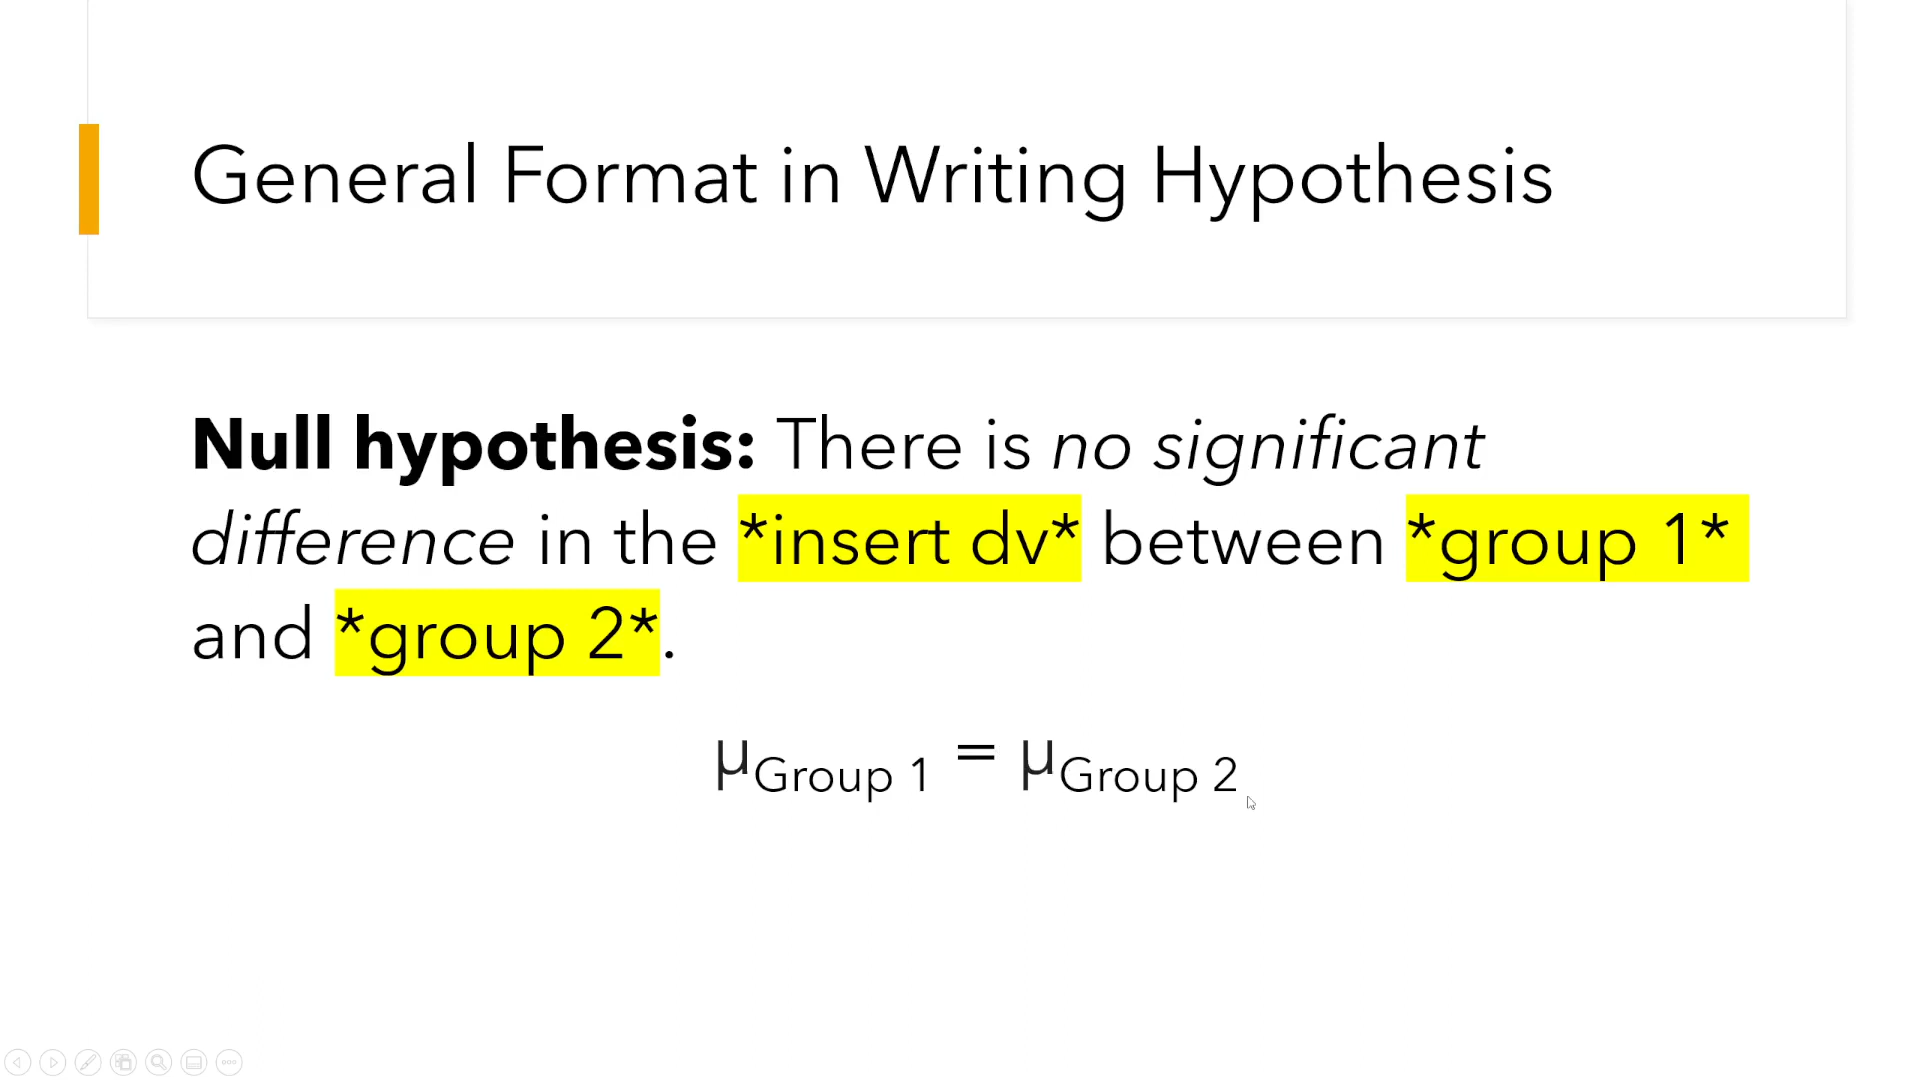 General Format in Writing Hypothesis
Null hypothesis: There is no significant
difference in the *insert dv* between *group 1*
and *group 2*.
μGroup 1 = μGroup 2